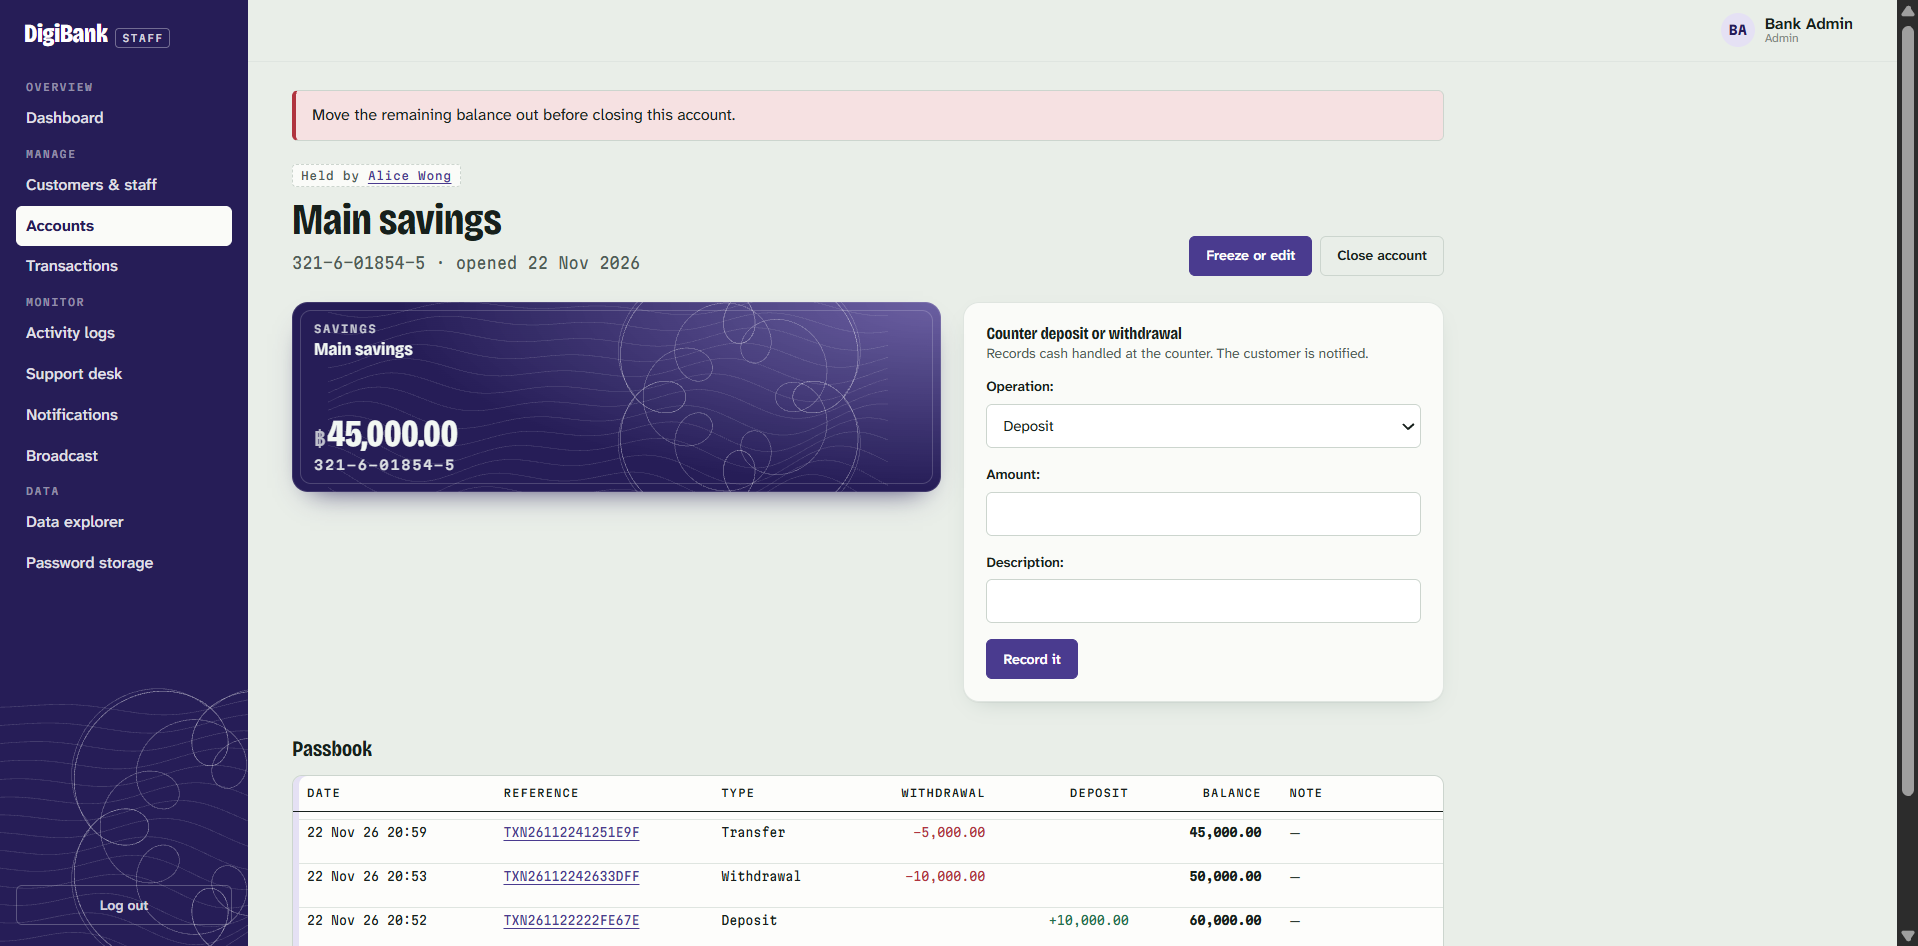 DigiBank STAFF
OVERVIEW
Dashboard
MANAGE
Customers & staff
Accounts
Transactions
MONITOR
Activity logs
Support desk
Notifications
Broadcast
DATA
Data explorer
Password storage
Log out
BA
Bank Admin
Admin
Move the remaining balance out before closing this account.
Held by Alice Wong
Main savings
321-6-01854-5 · opened 22 Nov 2026
Freeze or edit
Close account
SAVINGS
Main savings
฿45,000.00
321-6-01854-5
Counter deposit or withdrawal
Records cash handled at the counter. The customer is notified.
Operation:
Deposit
Amount:
Description:
Record it
Passbook
DATE REFERENCE TYPE WITHDRAWAL DEPOSIT BALANCE NOTE
22 Nov 26 20:59 TXN26112241251E9F Transfer −5,000.00 45,000.00 —
22 Nov 26 20:53 TXN26112242633DFF Withdrawal −10,000.00 50,000.00 —
22 Nov 26 20:52 TXN261122222FE67E Deposit +10,000.00 60,000.00 —